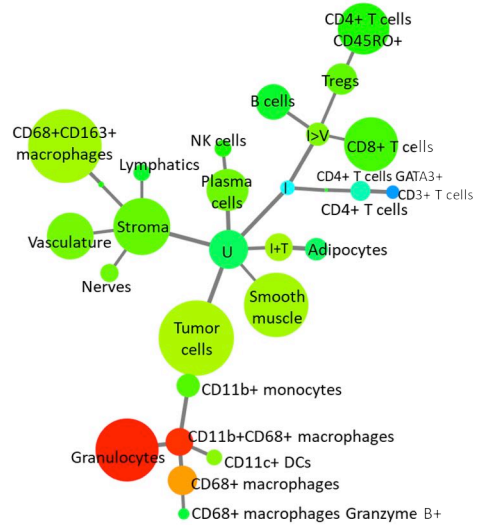 CD4+ T cells
CD45RO+
Tregs
B cells
I>V
CD8+ T cells
CD68+CD163+
macrophages
NK cells
Lymphatics
Plasma
cells
CD4+ T cells GATA3+
I
CD3+ T cells
CD4+ T cells
Stroma
Vasculature
U
I+T
Adipocytes
Nerves
Smooth
muscle
Tumor
cells
CD11b+ monocytes
CD11b+CD68+ macrophages
Granulocytes
CD11c+ DCs
CD68+ macrophages
CD68+ macrophages Granzyme B+